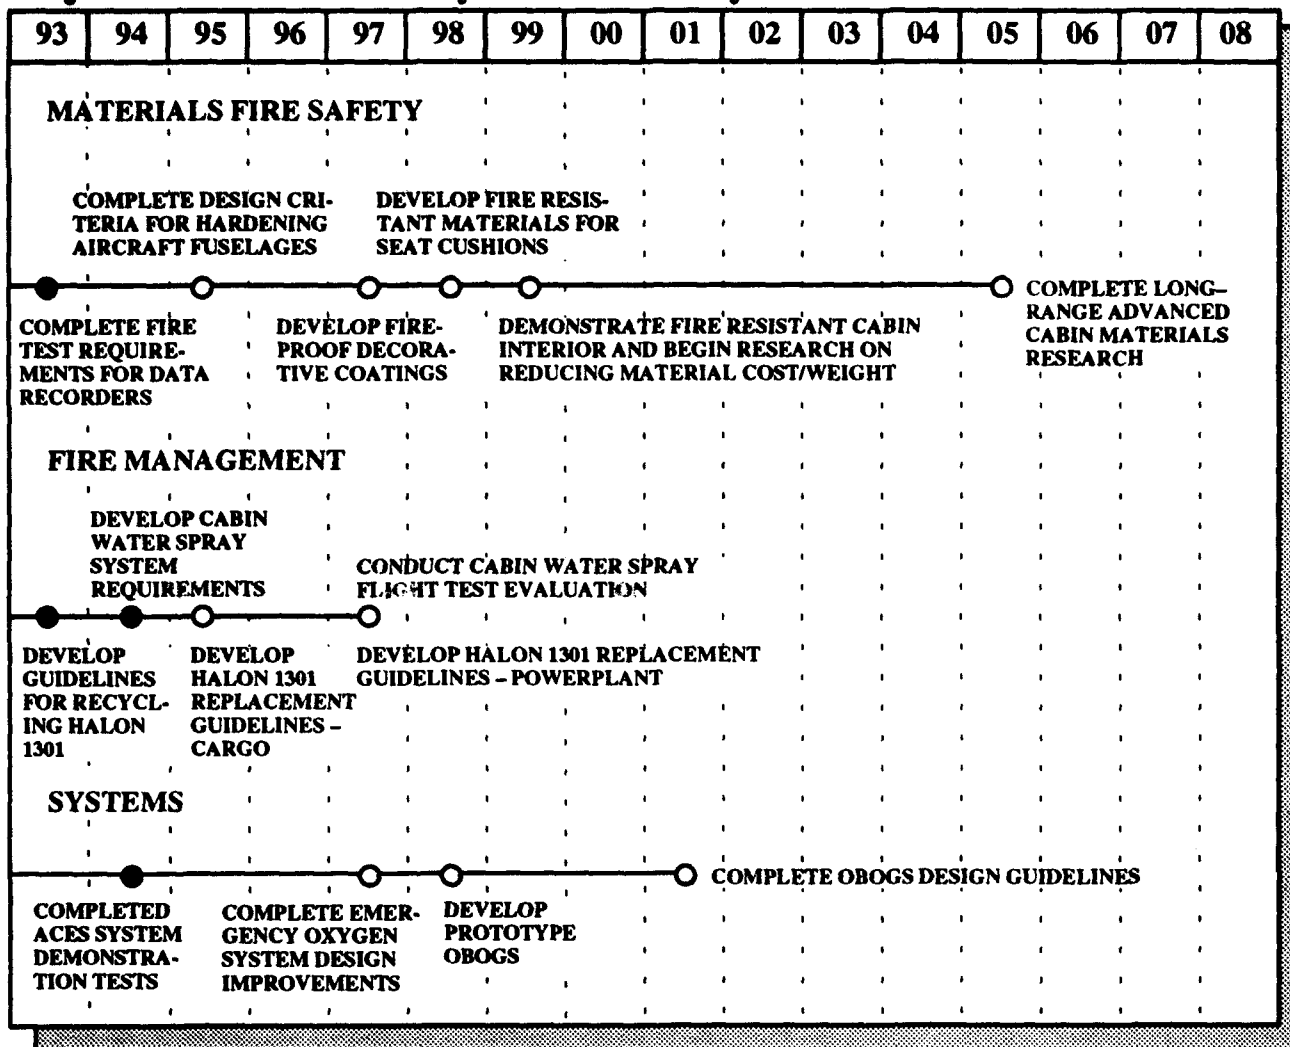 93 94 95 96 97 98 99 00 01 02 03 04 05 06 07 08
MATERIALS FIRE SAFETY
COMPLETE DESIGN CRI-
TERIA FOR HARDENING
AIRCRAFT FUSELAGES
DEVELOP FIRE RESIS-
TANT MATERIALS FOR
SEAT CUSHIONS
COMPLETE FIRE
TEST REQUIRE-
MENTS FOR DATA
RECORDERS
DEVELOP FIRE-
PROOF DECORA-
TIVE COATINGS
DEMONSTRATE FIRE RESISTANT CABIN
INTERIOR AND BEGIN RESEARCH ON
REDUCING MATERIAL COST/WEIGHT
COMPLETE LONG–
RANGE ADVANCED
CABIN MATERIALS
RESEARCH
FIRE MANAGEMENT
DEVELOP CABIN
WATER SPRAY
SYSTEM
REQUIREMENTS
CONDUCT CABIN WATER SPRAY
FLIGHT TEST EVALUATION
DEVELOP
GUIDELINES
FOR RECYCL-
ING HALON
1301
DEVELOP
HALON 1301
REPLACEMENT
GUIDELINES –
CARGO
DEVELOP HALON 1301 REPLACEMENT
GUIDELINES – POWERPLANT
SYSTEMS
COMPLETE OBOGS DESIGN GUIDELINES
COMPLETED
ACES SYSTEM
DEMONSTRA-
TION TESTS
COMPLETE EMER-
GENCY OXYGEN
SYSTEM DESIGN
IMPROVEMENTS
DEVELOP
PROTOTYPE
OBOGS